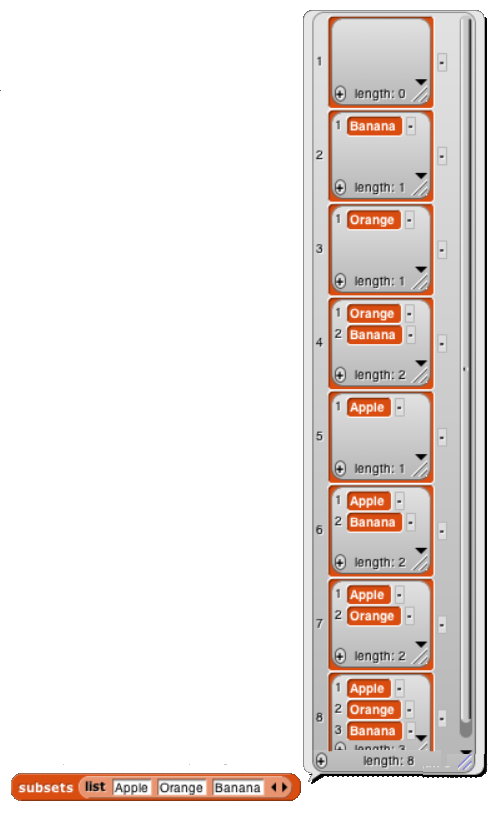 1
+ length: 0
-
2
1 Banana -
+ length: 1
-
3
1 Orange -
+ length: 1
-
4
1 Orange -
2 Banana -
+ length: 2
-
5
1 Apple -
+ length: 1
-
6
1 Apple -
2 Banana -
+ length: 2
-
7
1 Apple -
2 Orange -
+ length: 2
-
8
1 Apple -
2 Orange -
3 Banana -
+ length: 3
-
+ length: 8
subsets list Apple Orange Banana